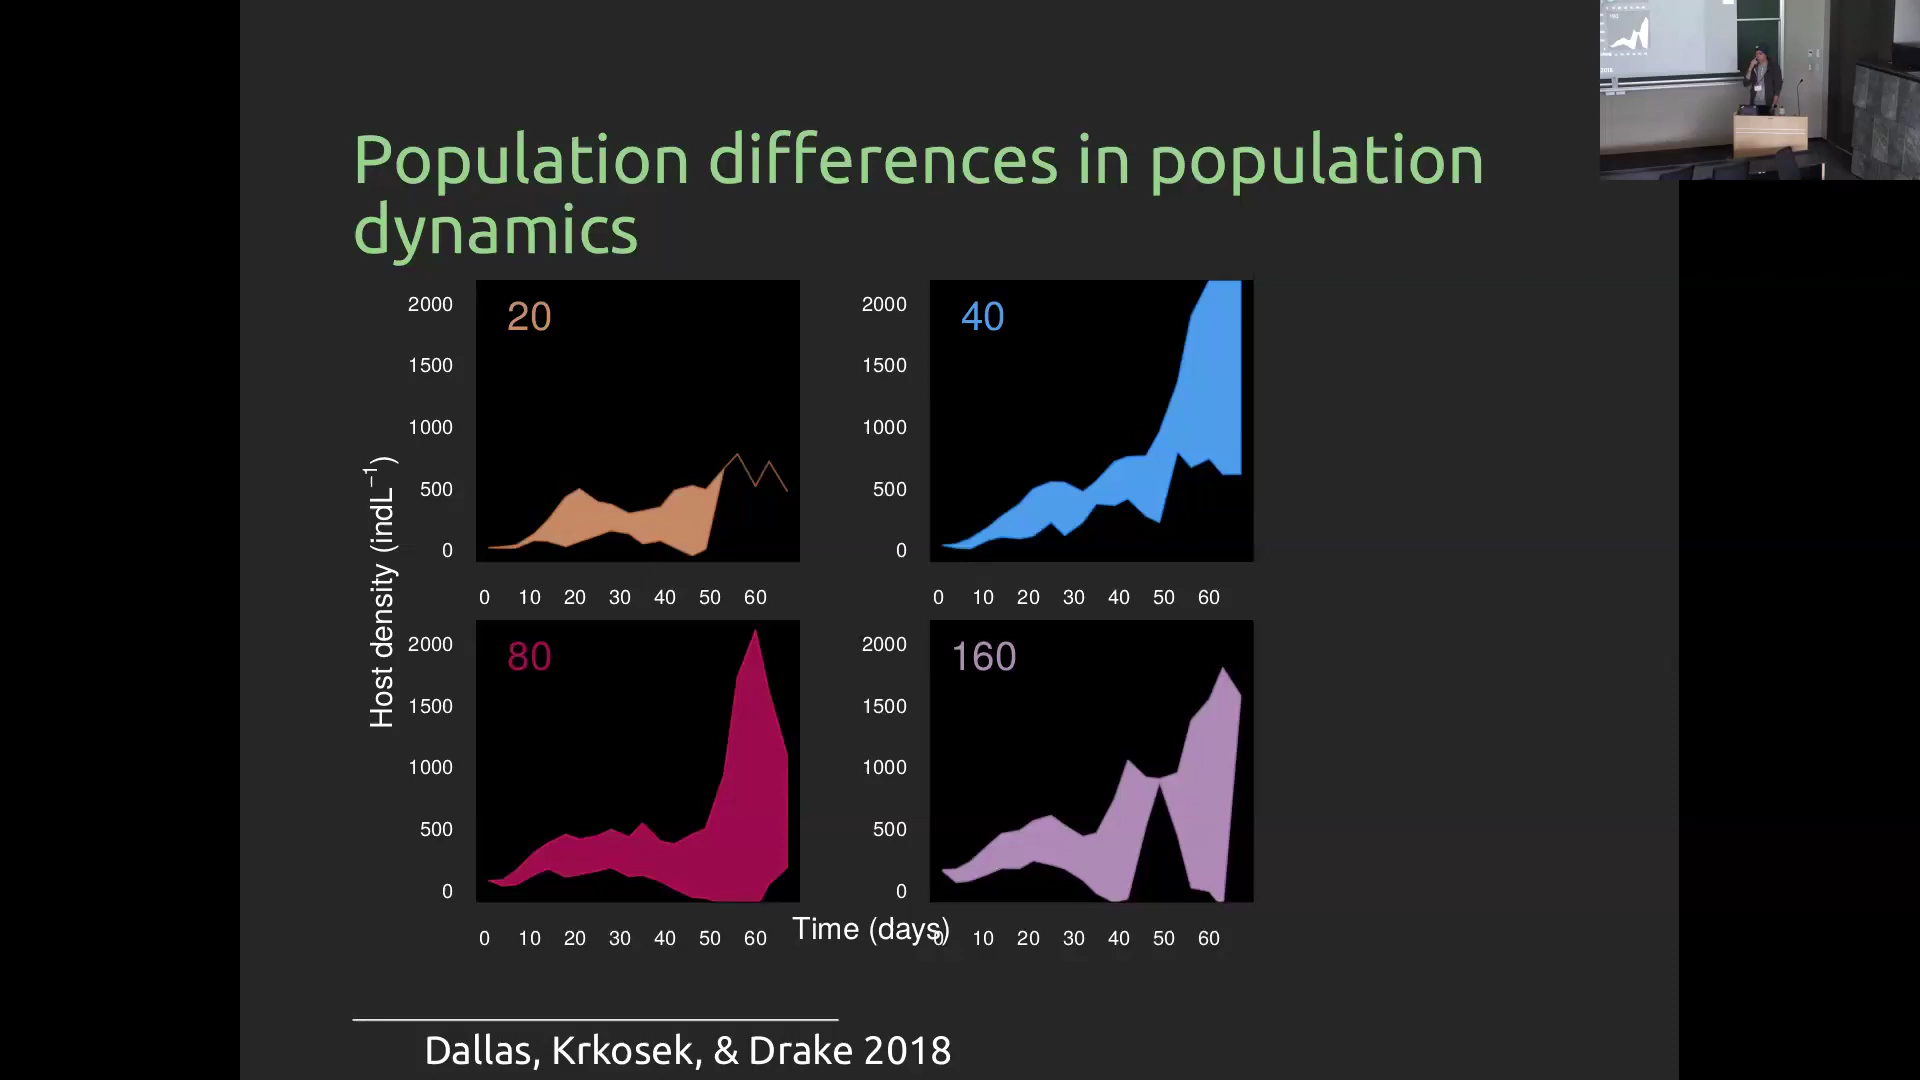 Population differences in population
dynamics
2000
1500
1000
500
0
20
0 10 20 30 40 50 60
2000
1500
1000
500
0
40
0 10 20 30 40 50 60
Host density (indL⁻¹)
2000
1500
1000
500
0
80
0 10 20 30 40 50 60
2000
1500
1000
500
0
160
0 10 20 30 40 50 60
Time (days)
Dallas, Krkosek, & Drake 2018